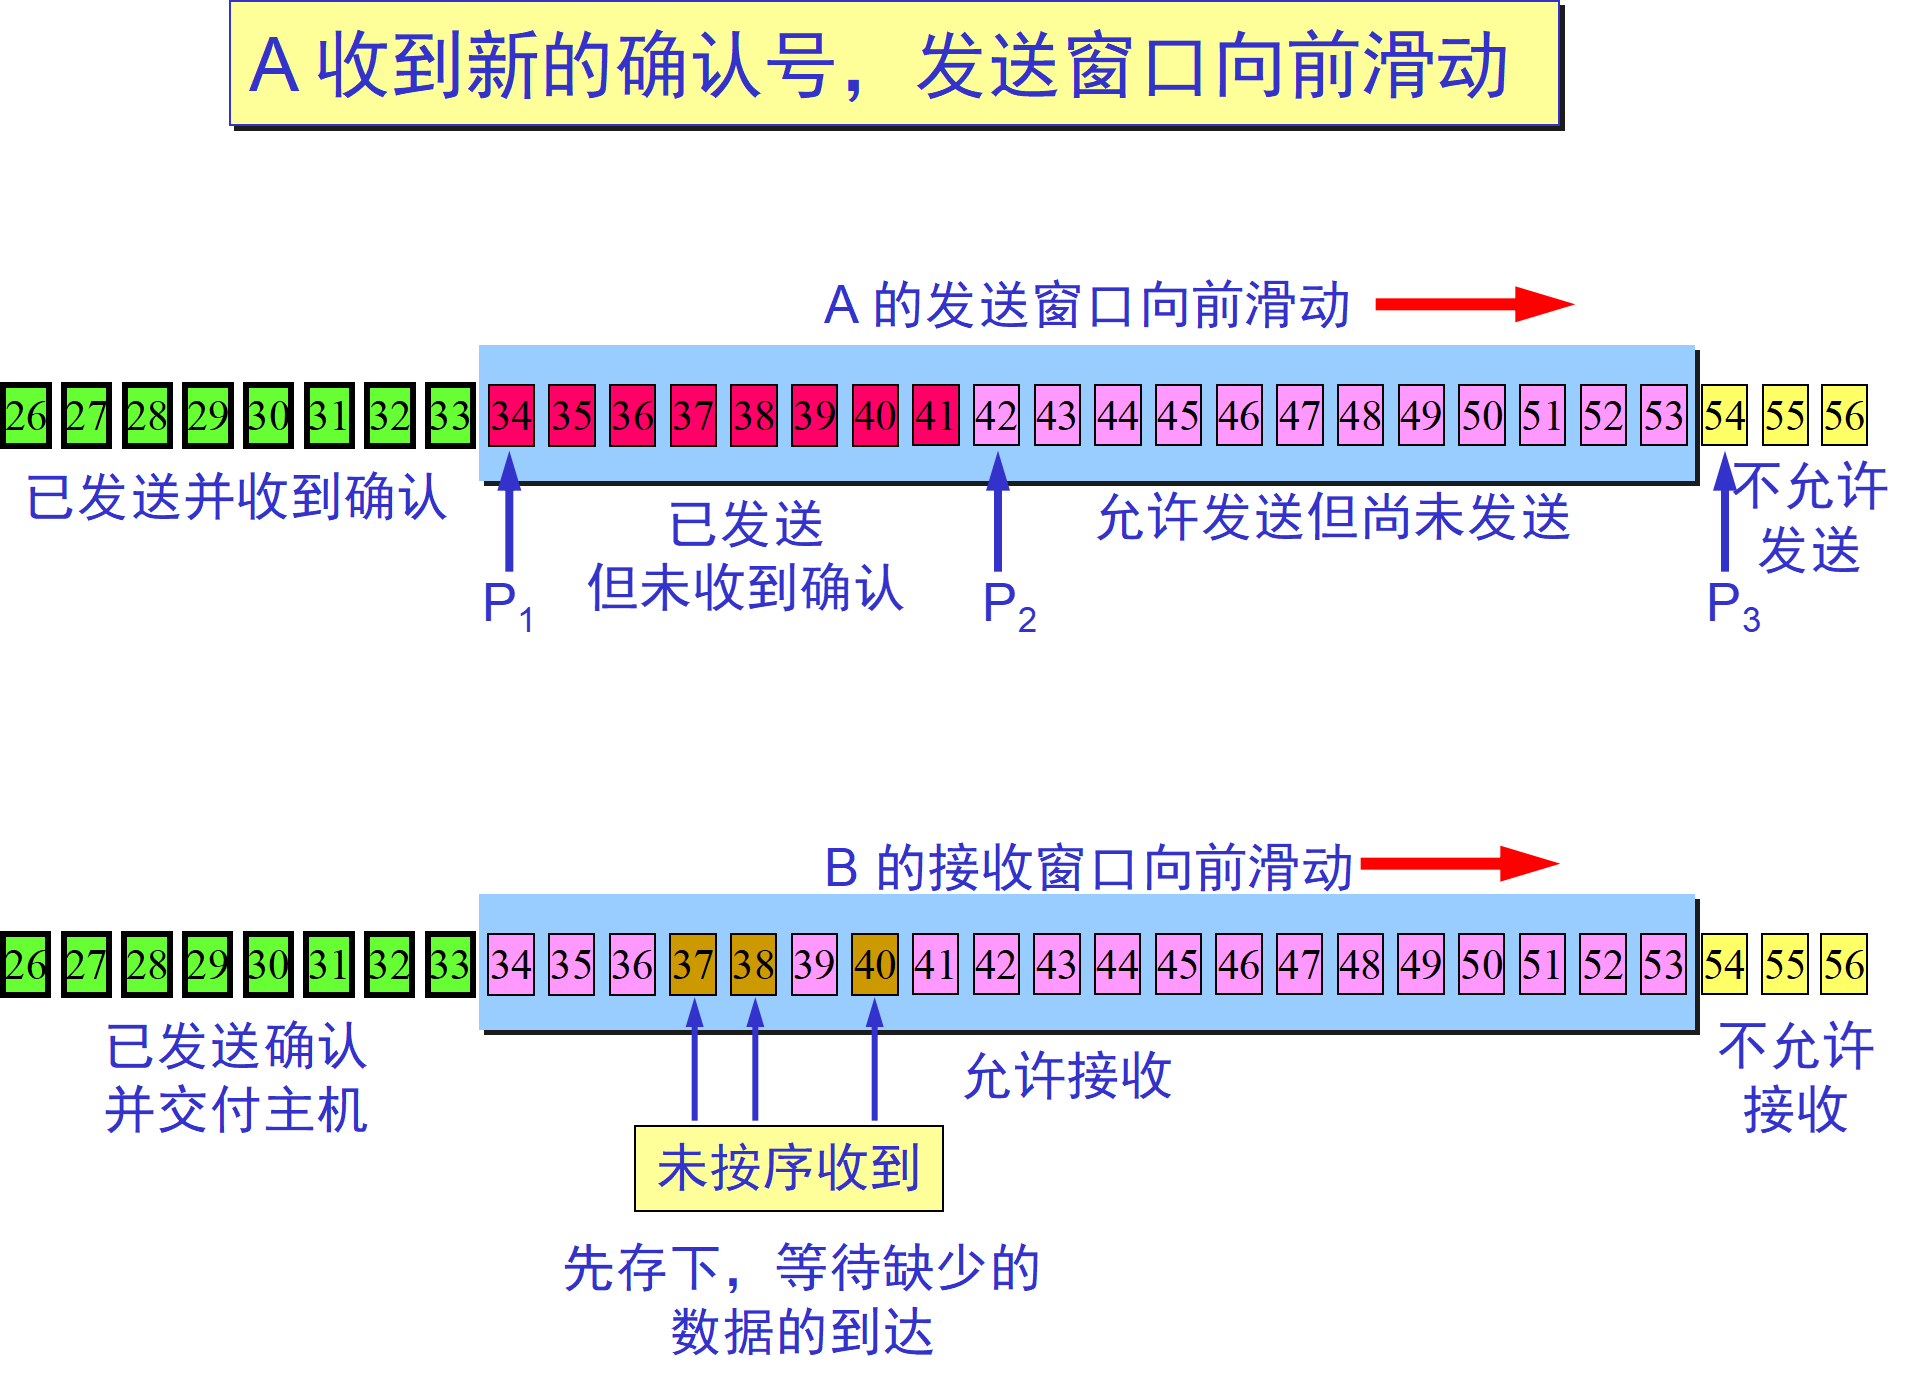 A 收到新的确认号，发送窗口向前滑动
A 的发送窗口向前滑动
26 27 28 29 30 31 32 33 34 35 36 37 38 39 40 41 42 43 44 45 46 47 48 49 50 51 52 53 54 55 56
已发送并收到确认
已发送
但未收到确认
允许发送但尚未发送
不允许
发送
P1
P2
P3
B 的接收窗口向前滑动
26 27 28 29 30 31 32 33 34 35 36 37 38 39 40 41 42 43 44 45 46 47 48 49 50 51 52 53 54 55 56
已发送确认
并交付主机
允许接收
不允许
接收
未按序收到
先存下，等待缺少的
数据的到达